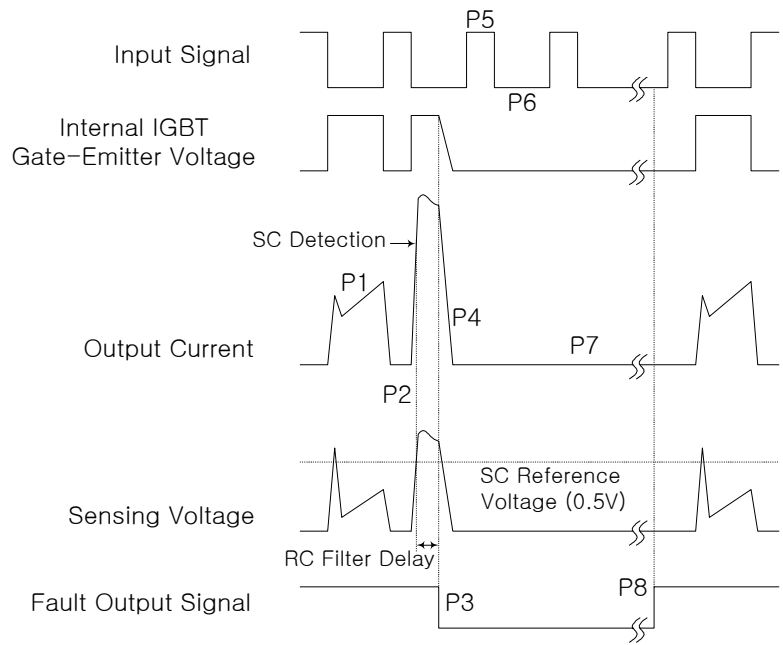 P5
Input Signal
P6
Internal IGBT
Gate-Emitter Voltage
SC Detection
P1
P4
Output Current
P7
P2
SC Reference
Voltage (0.5V)
Sensing Voltage
RC Filter Delay
P8
Fault Output Signal
P3